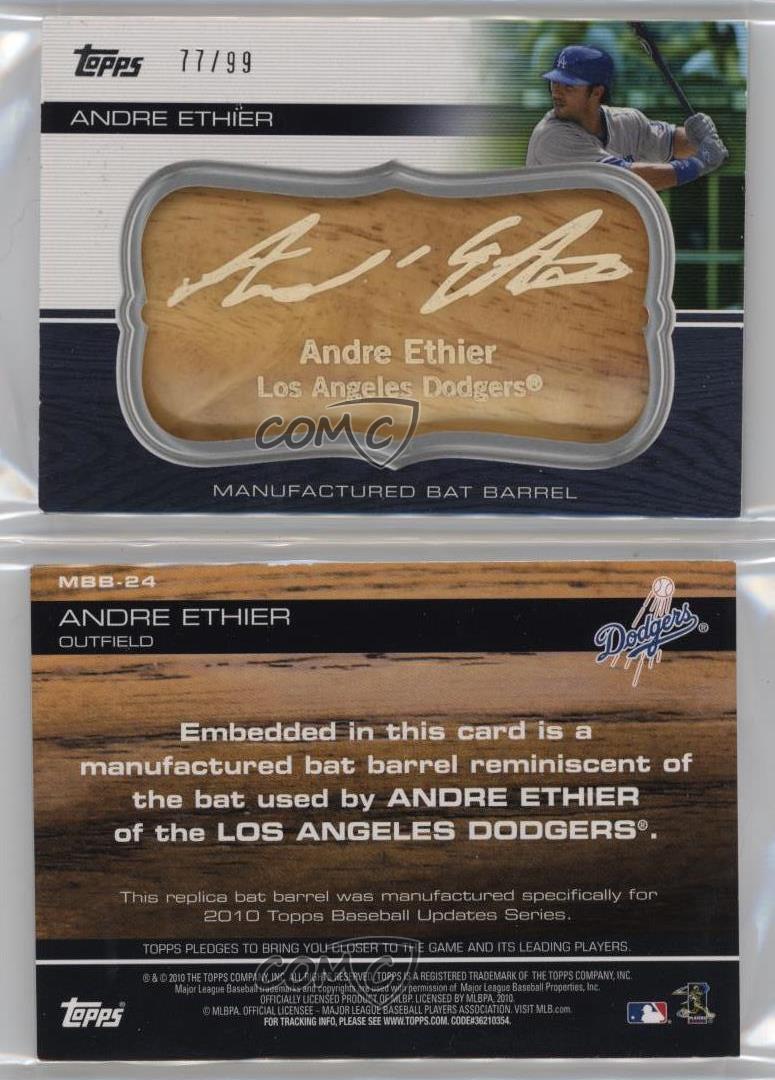 Topps 77/99
ANDRE ETHIER
Andre Ethier
Los Angeles Dodgers®
COMC
MANUFACTURED BAT BARREL
MBB-24
ANDRE ETHIER
OUTFIELD
Dodgers®
Embedded in this card is a
manufactured bat barrel reminiscent of
the bat used by ANDRE ETHIER
of the LOS ANGELES DODGERS®.
This replica bat barrel was manufactured specifically for
2010 Topps Baseball Updates Series.
TOPPS PLEDGES TO BRING YOU CLOSER TO THE GAME AND ITS LEADING PLAYERS.
COMC
® & © 2010 THE TOPPS COMPANY, INC. ALL RIGHTS RESERVED. TOPPS IS A REGISTERED TRADEMARK OF THE TOPPS COMPANY, INC.
Major League Baseball trademarks and copyrights are used with permission of Major League Baseball Properties, Inc.
OFFICIALLY LICENSED PRODUCT OF MLBP. LICENSED BY MLBPA, 2010.
© MLBPA. OFFICIAL LICENSEE - MAJOR LEAGUE BASEBALL PLAYERS ASSOCIATION. VISIT MLB.com.
FOR TRACKING INFO, PLEASE SEE WWW.TOPPS.COM. CODE#36210354.
Topps®